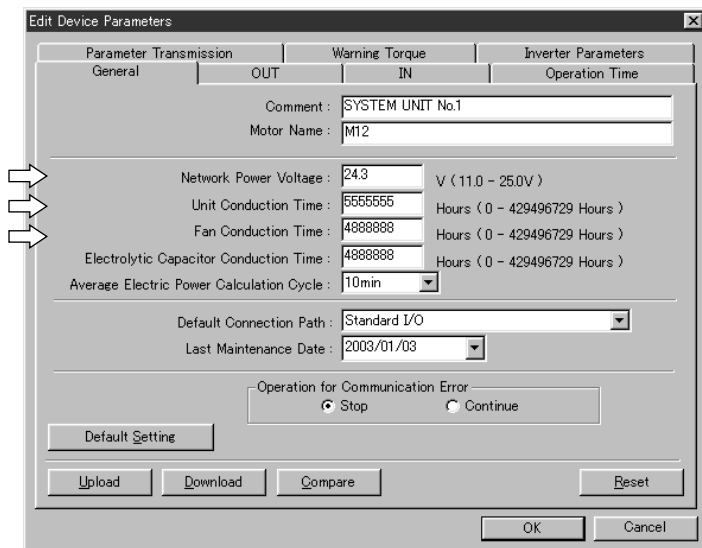 Edit Device Parameters
Parameter Transmission Warning Torque Inverter Parameters
General OUT IN Operation Time
Comment : SYSTEM UNIT No.1
Motor Name : M12
Network Power Voltage : 24.3 V ( 11.0 - 25.0V )
Unit Conduction Time : 5555555 Hours ( 0 - 429496729 Hours )
Fan Conduction Time : 4888888 Hours ( 0 - 429496729 Hours )
Electrolytic Capacitor Conduction Time : 4888888 Hours ( 0 - 429496729 Hours )
Average Electric Power Calculation Cycle : 10min
Default Connection Path : Standard I/O
Last Maintenance Date : 2003/01/03
Operation for Communication Error
Stop Continue
Default Setting
Upload Download Compare Reset
OK Cancel